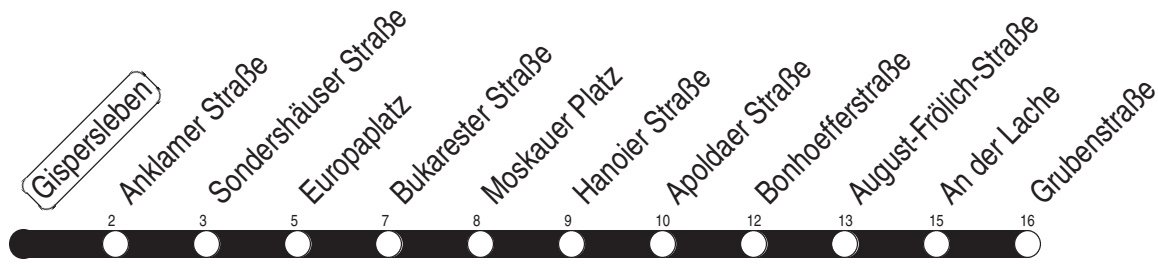 Gispersleben
Anklamer Straße
Sondershäuser Straße
Europaplatz
Bukarester Straße
Moskauer Platz
Hanoier Straße
Apoldaer Straße
Bonhoefferstraße
August-Frölich-Straße
An der Lache
Grubenstraße
2 3 5 7 8 9 10 12 13 15 16